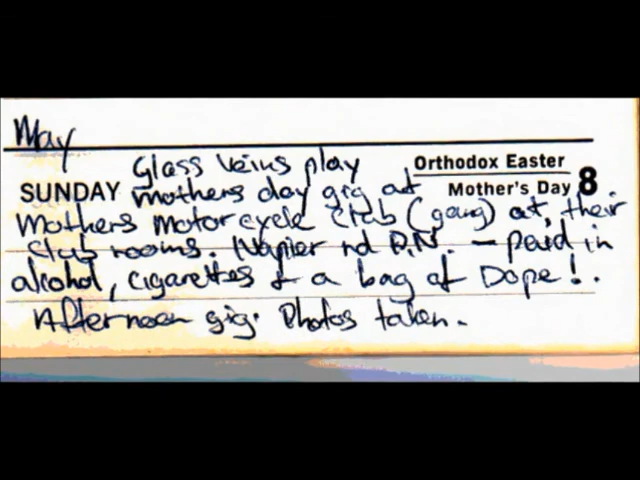 May
Glass Veins play
Orthodox Easter
SUNDAY mothers day gig at Mother's Day 8
Mothers Motorcycle Club (gang) at, their
club rooms. Napier rd P.N. – paid in
alcohol, cigarettes & a bag of Dope!.
Afternoon gig. Photos taken.